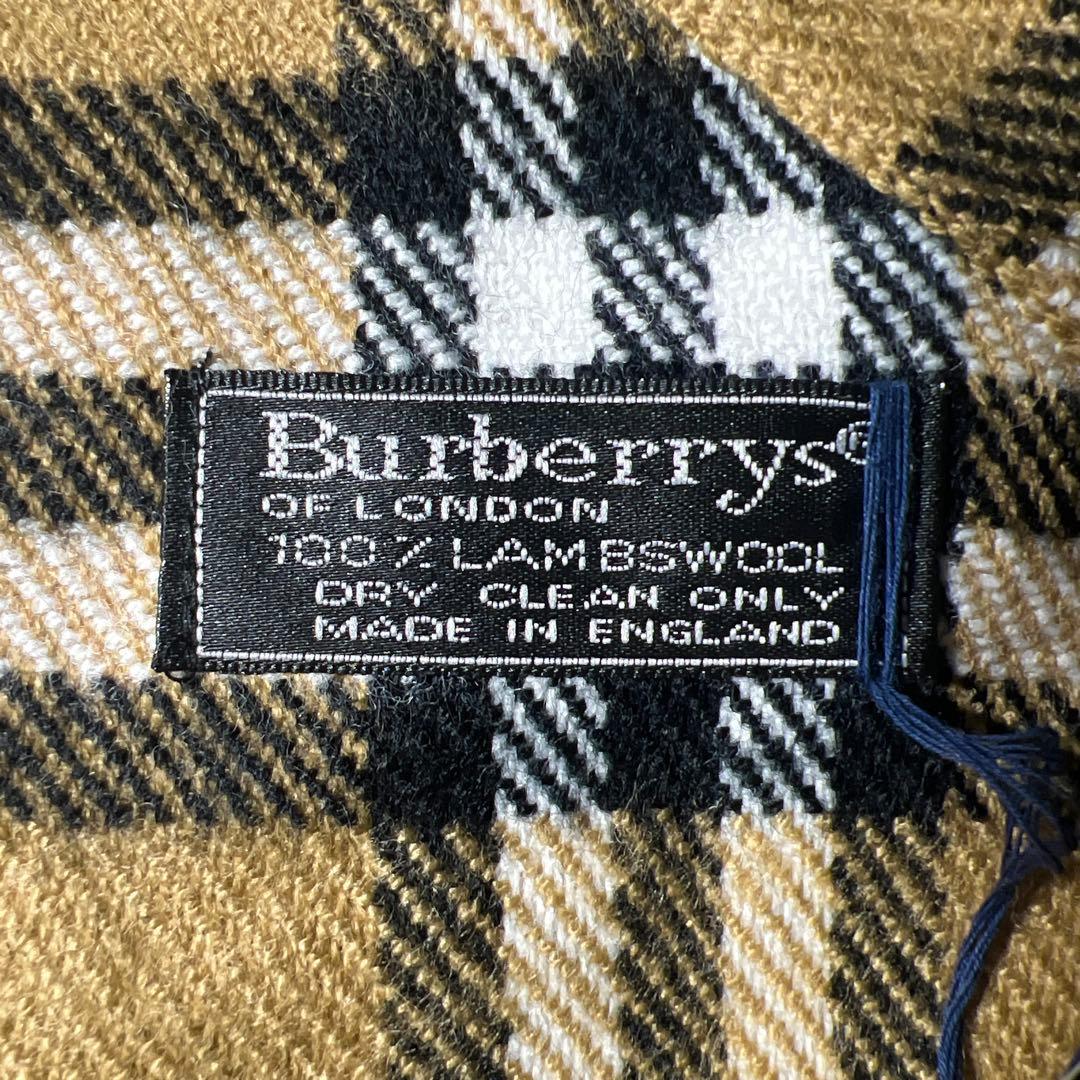 Burberrys®
OF LONDON
100% LAMBSWOOL
DRY CLEAN ONLY
MADE IN ENGLAND